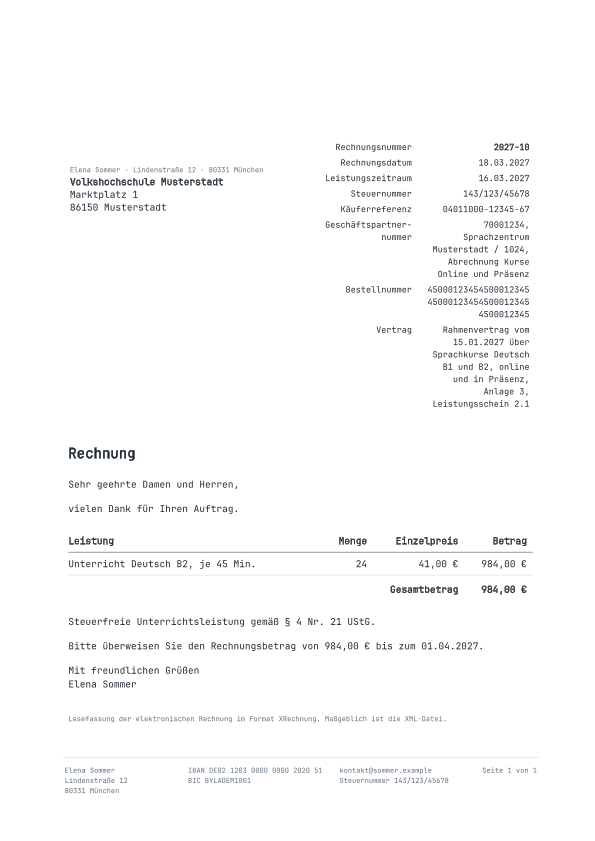 Rechnungsnummer 2027-10
Rechnungsdatum 18.03.2027
Leistungszeitraum 16.03.2027
Steuernummer 143/123/45678
Käuferreferenz 04011000-12345-67
Geschäftspartner- 70001234,
nummer Sprachzentrum
Musterstadt / 1024,
Abrechnung Kurse
Online und Präsenz
Bestellnummer 45000123454500012345
45000123454500012345
4500012345
Vertrag Rahmenvertrag vom
15.01.2027 über
Sprachkurse Deutsch
B1 und B2, online
und in Präsenz,
Anlage 3,
Leistungsschein 2.1
Elena Sommer · Lindenstraße 12 · 80331 München
Volkshochschule Musterstadt
Marktplatz 1
86150 Musterstadt
Rechnung
Sehr geehrte Damen und Herren,
vielen Dank für Ihren Auftrag.
Leistung Menge Einzelpreis Betrag
Unterricht Deutsch B2, je 45 Min. 24 41,00 € 984,00 €
Gesamtbetrag 984,00 €
Steuerfreie Unterrichtsleistung gemäß § 4 Nr. 21 UStG.
Bitte überweisen Sie den Rechnungsbetrag von 984,00 € bis zum 01.04.2027.
Mit freundlichen Grüßen
Elena Sommer
Lesefassung der elektronischen Rechnung im Format XRechnung. Maßgeblich ist die XML-Datei.
Elena Sommer IBAN DE02 1203 0000 0000 2020 51 kontakt@sommer.example Seite 1 von 1
Lindenstraße 12 BIC BYLADEM1001 Steuernummer 143/123/45678
80331 München